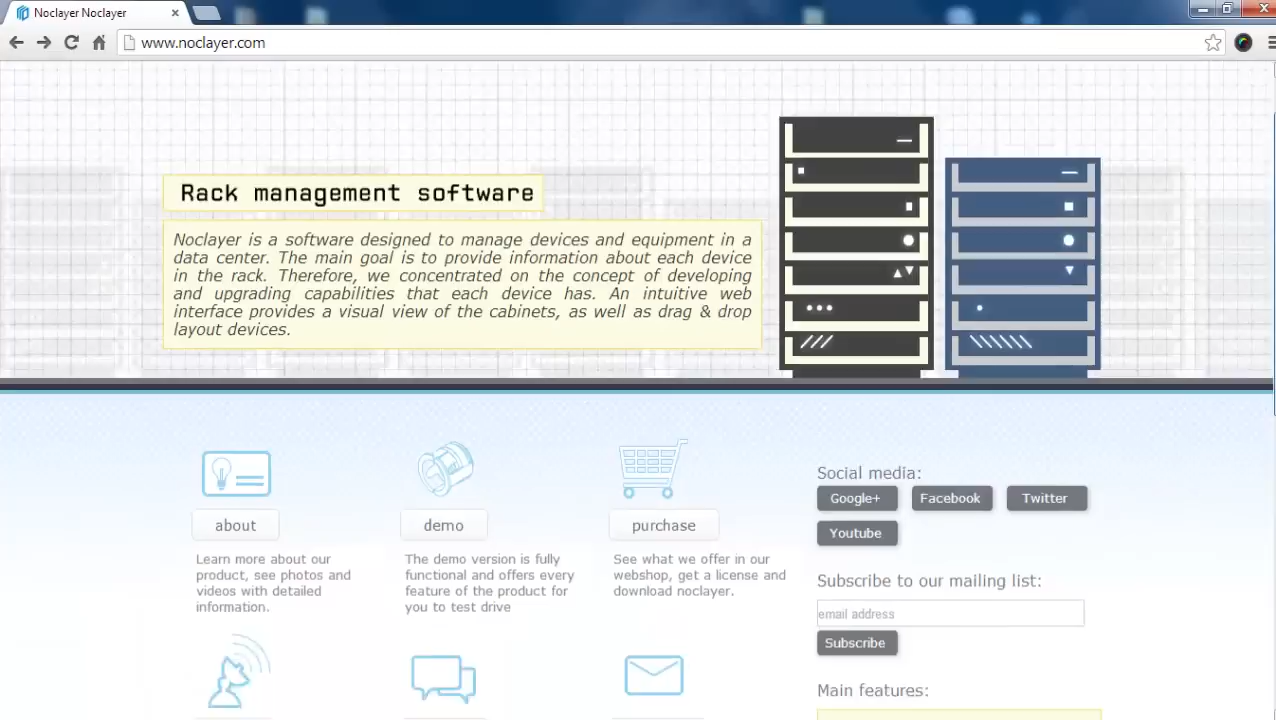 Noclayer Noclayer
www.noclayer.com
Rack management software
Noclayer is a software designed to manage devices and equipment in a
data center. The main goal is to provide information about each device
in the rack. Therefore, we concentrated on the concept of developing
and upgrading capabilities that each device has. An intuitive web
interface provides a visual view of the cabinets, as well as drag & drop
layout devices.
about
Learn more about our
product, see photos and
videos with detailed
information.
demo
The demo version is fully
functional and offers every
feature of the product for
you to test drive
purchase
See what we offer in our
webshop, get a license and
download noclayer.
Social media:
Google+ Facebook Twitter
Youtube
Subscribe to our mailing list:
email address
Subscribe
Main features: